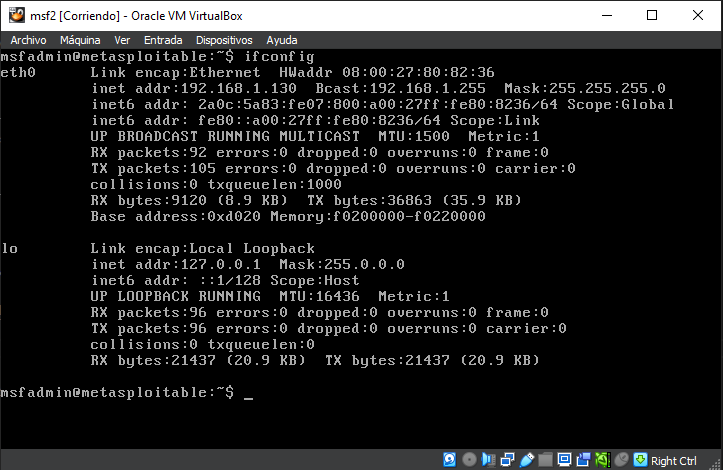 msf2 [Corriendo] - Oracle VM VirtualBox
Archivo Máquina Ver Entrada Dispositivos Ayuda
msfadmin@metasploitable:~$ ifconfig
eth0 Link encap:Ethernet HWaddr 08:00:27:80:82:36
inet addr:192.168.1.130 Bcast:192.168.1.255 Mask:255.255.255.0
inet6 addr: 2a0c:5a83:fe07:800:a00:27ff:fe80:8236/64 Scope:Global
inet6 addr: fe80::a00:27ff:fe80:8236/64 Scope:Link
UP BROADCAST RUNNING MULTICAST MTU:1500 Metric:1
RX packets:92 errors:0 dropped:0 overruns:0 frame:0
TX packets:105 errors:0 dropped:0 overruns:0 carrier:0
collisions:0 txqueuelen:1000
RX bytes:9120 (8.9 KB) TX bytes:36863 (35.9 KB)
Base address:0xd020 Memory:f0200000-f0220000
lo Link encap:Local Loopback
inet addr:127.0.0.1 Mask:255.0.0.0
inet6 addr: ::1/128 Scope:Host
UP LOOPBACK RUNNING MTU:16436 Metric:1
RX packets:96 errors:0 dropped:0 overruns:0 frame:0
TX packets:96 errors:0 dropped:0 overruns:0 carrier:0
collisions:0 txqueuelen:0
RX bytes:21437 (20.9 KB) TX bytes:21437 (20.9 KB)
msfadmin@metasploitable:~$ _
Right Ctrl